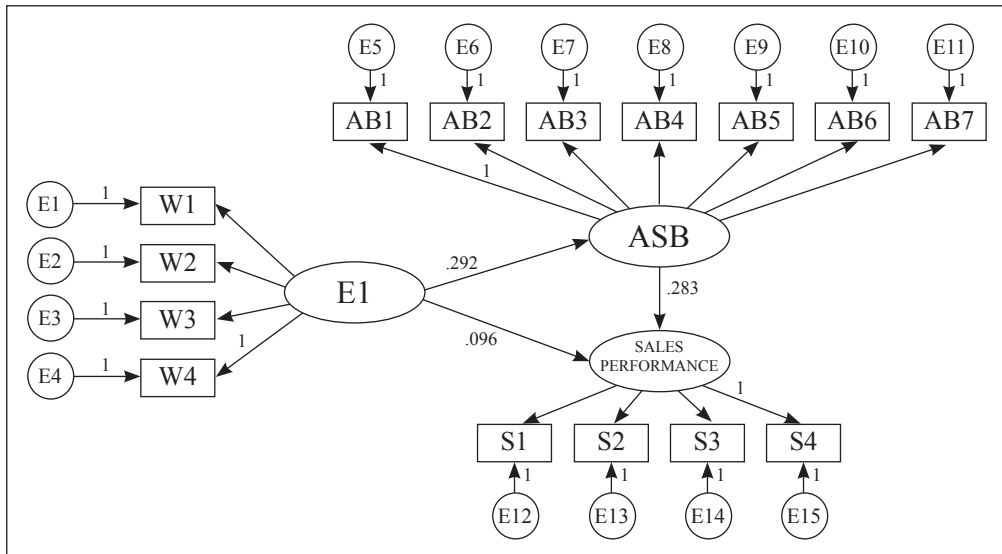 E5 E6 E7 E8 E9 E10 E11
1 1 1 1 1 1 1
AB1 AB2 AB3 AB4 AB5 AB6 AB7
1
E1 1 W1
ASB
E2 1 W2
.292
E1
.283
E3 1 W3
.096
1
SALES
PERFORMANCE
E4 1 W4
1
S1 S2 S3 S4
1 1 1 1
E12 E13 E14 E15